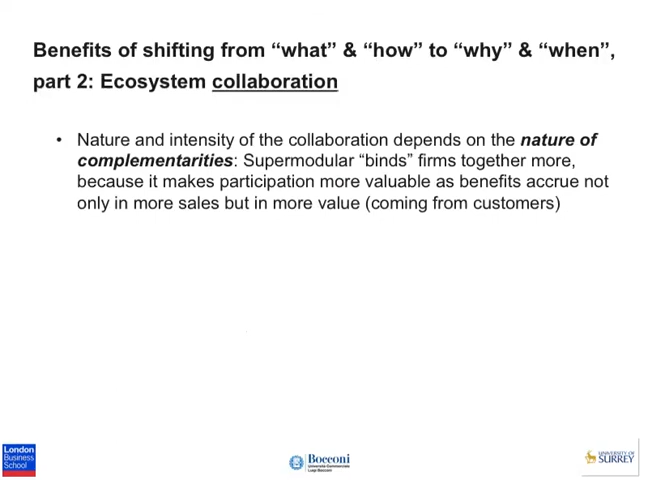 Benefits of shifting from “what” & “how” to “why” & “when”,
part 2: Ecosystem collaboration
• Nature and intensity of the collaboration depends on the nature of
complementarities: Supermodular “binds” firms together more,
because it makes participation more valuable as benefits accrue not
only in more sales but in more value (coming from customers)
London
Business
School
Bocconi
Università Commerciale
Luigi Bocconi
UNIVERSITY OF
SURREY